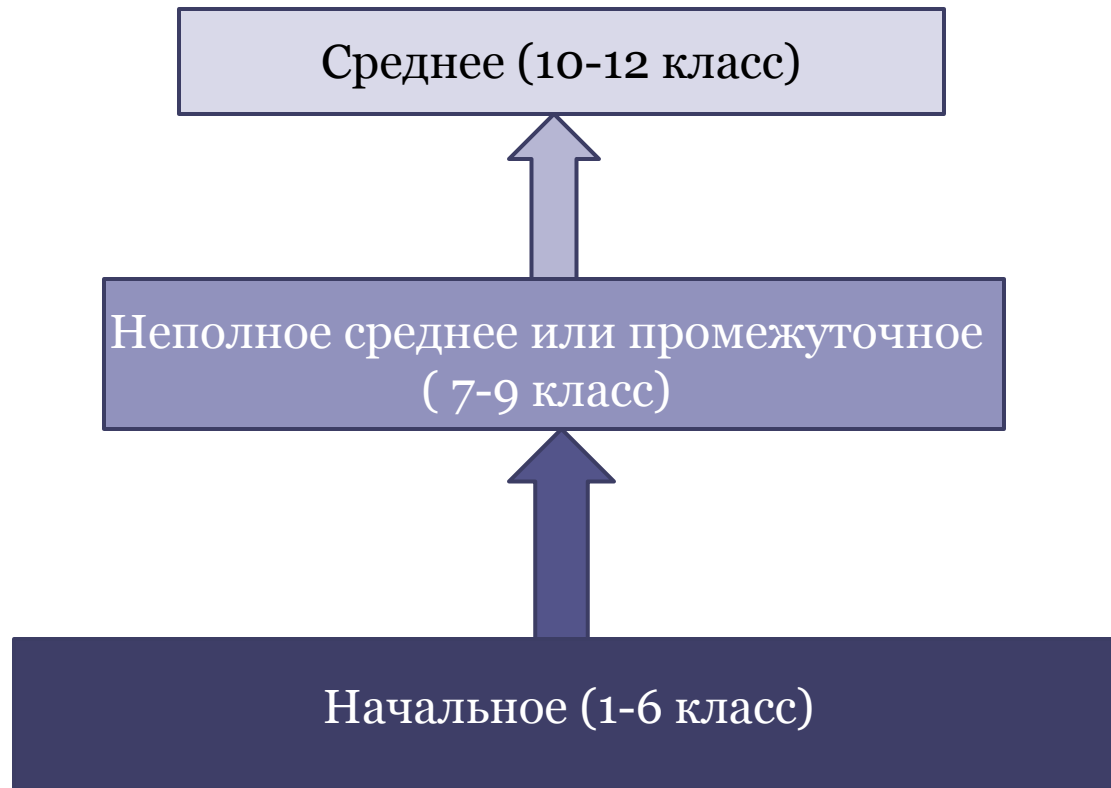 Среднее (10-12 класс)
Неполное среднее или промежуточное
( 7-9 класс)
Начальное (1-6 класс)